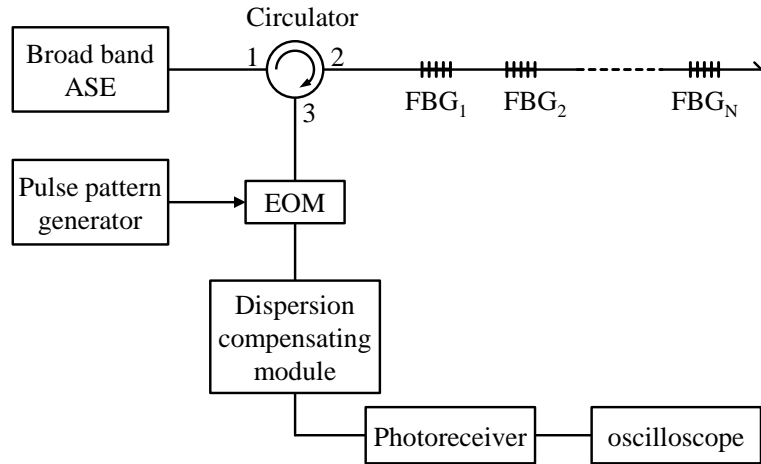 Circulator
Broad band
ASE
1
2
3
FBG1
FBG2
FBGN
Pulse pattern
generator
EOM
Dispersion
compensating
module
Photoreceiver
oscilloscope